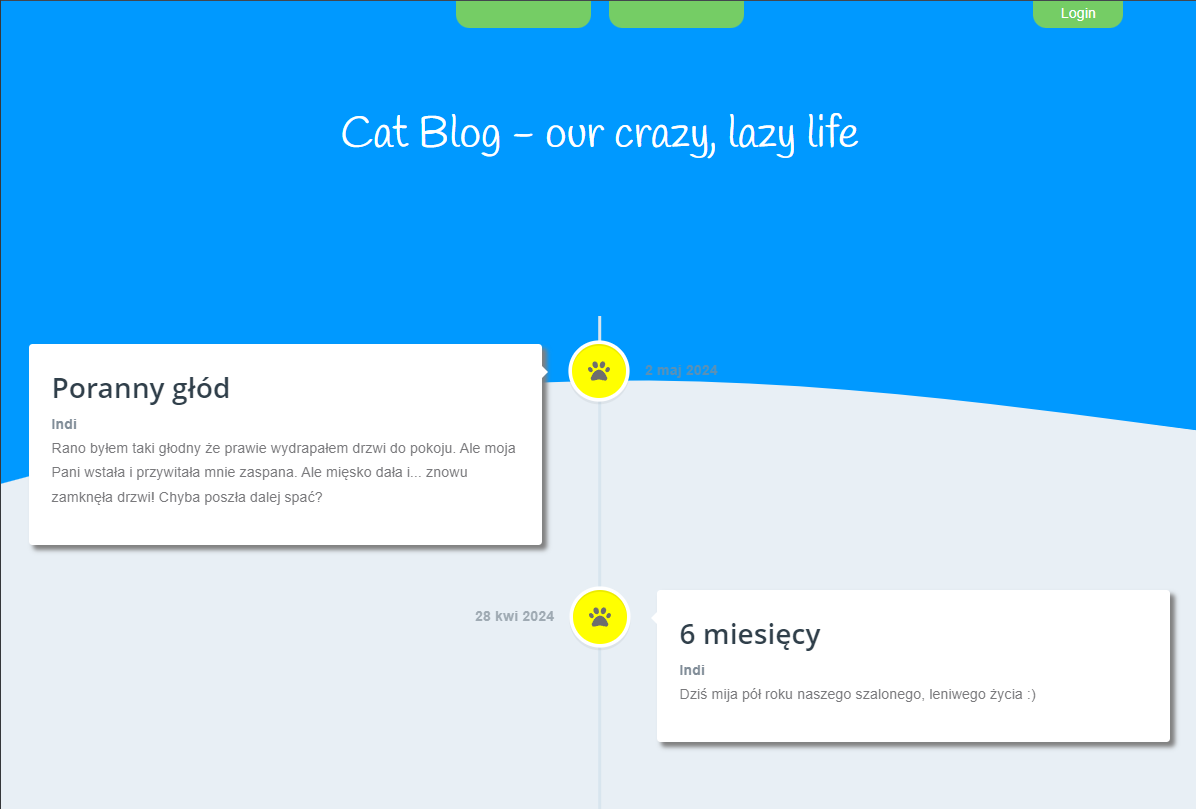 Login
Cat Blog – our crazy, lazy life
2 maj 2024
Poranny głód
Indi
Rano byłem taki głodny że prawie wydrapałem drzwi do pokoju. Ale moja
Pani wstała i przywitała mnie zaspana. Ale mięsko dała i... znowu
zamknęła drzwi! Chyba poszła dalej spać?
28 kwi 2024
6 miesięcy
Indi
Dziś mija pół roku naszego szalonego, leniwego życia :)